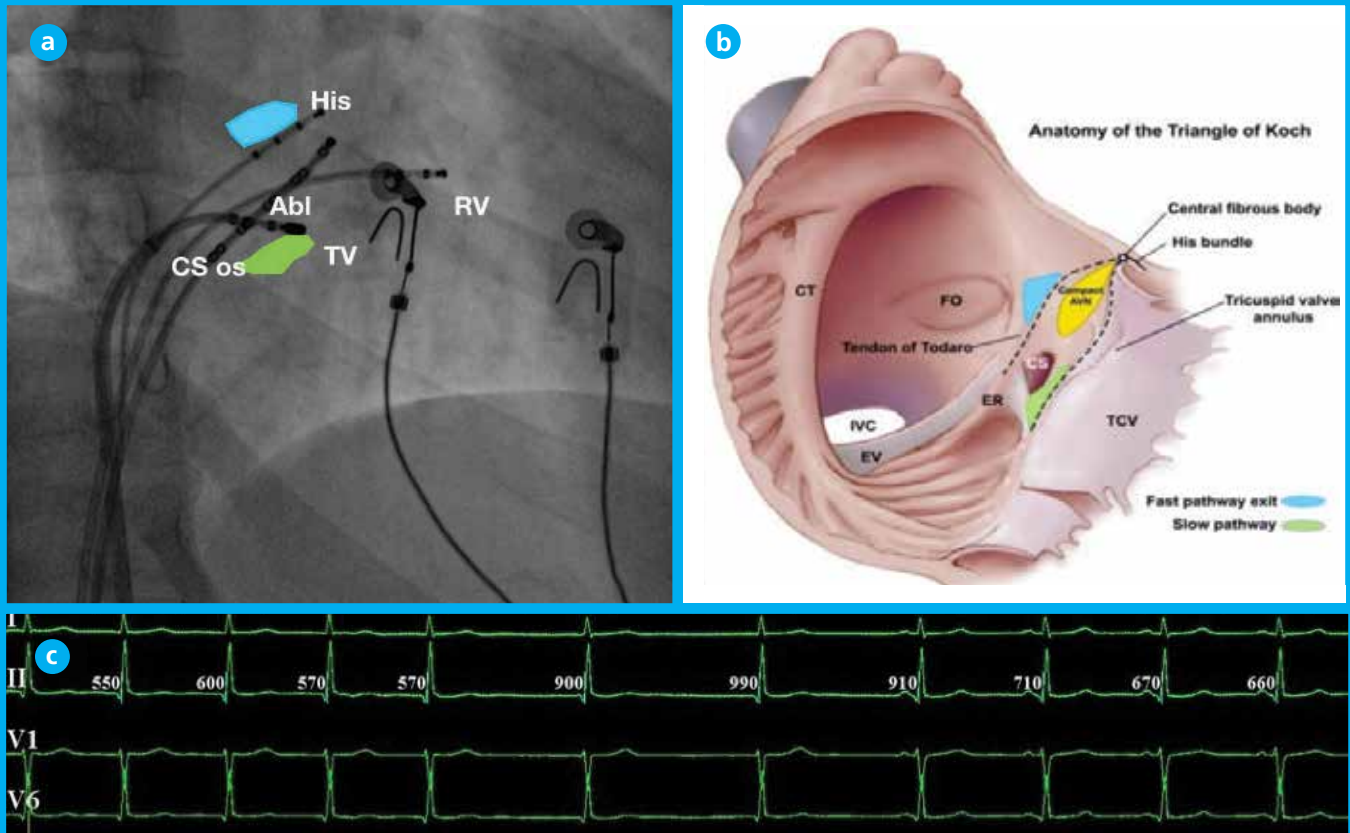 a
His
Abl
RV
CS os
TV
b
Anatomy of the Triangle of Koch
Central fibrous body
His bundle
Compact
AVN
CT
FO
Tricuspid valve
annulus
Tendon of Todaro
CS
ER
TCV
IVC
EV
Fast pathway exit
Slow pathway
I
c
II
550 600 570 570 900 990 910 710 670 660
V1
V6